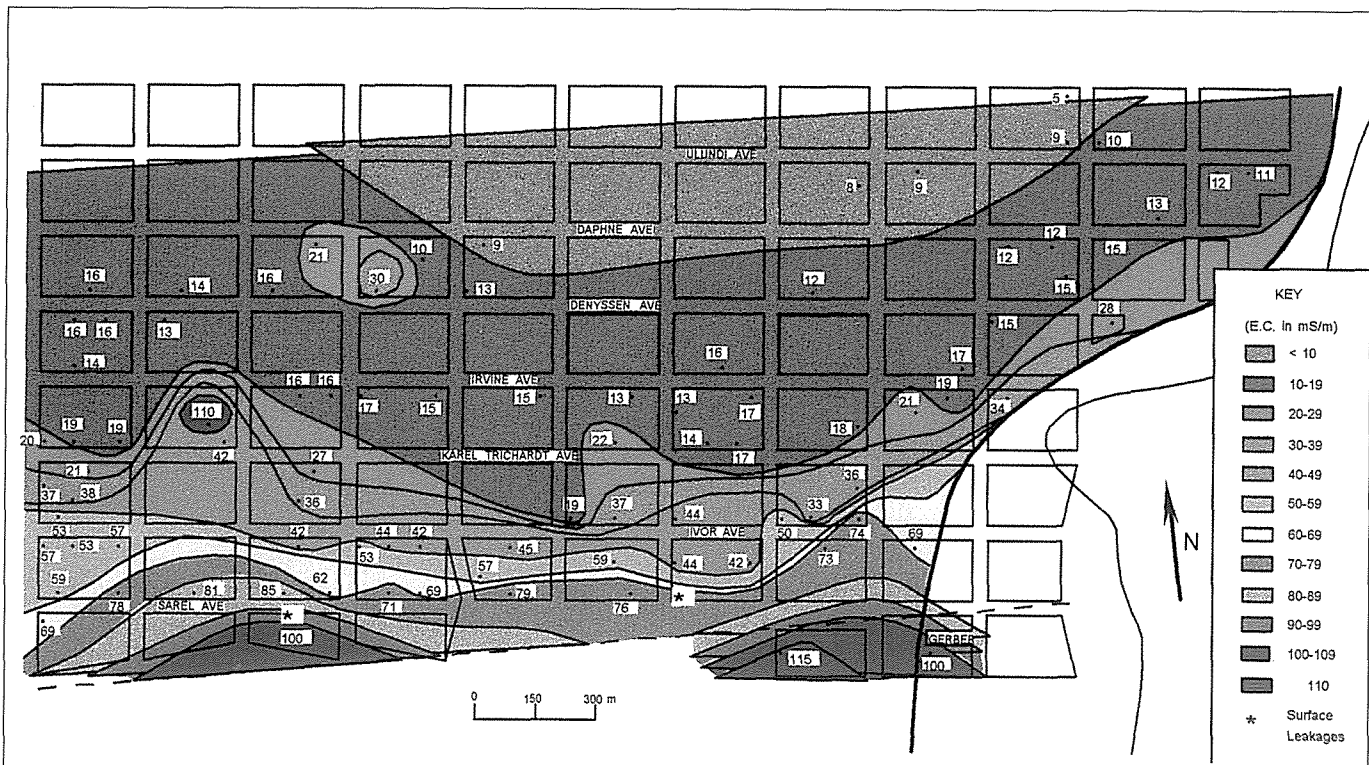 5
9 10
ULUNDI AVE
8 9 12 11
13
DAPHNE AVE
21 10 9 12 12 15
16 14 16 30 13 12 15
DENYSSEN AVE
28
16 16 13 15
14 16 17
IRVINE AVE
16 16 19
110 17 15 15 13 13 17 21 34
20 19 19 22 14 18
42 KAREL TRICHARDT AVE 17
21 27 36
37 38 36 19 37 44 33
53 57 IVOR AVE 50 74
42 44 42
57 53 53 45 59 44 42 73 69
59 57
62
78 81 85 71 69 79 76
SAREL AVE
69 100 GERBER
115 100
0 150 300 m
N
KEY
(E.C. in mS/m)
< 10
10-19
20-29
30-39
40-49
50-59
60-69
70-79
80-89
90-99
100-109
110
* Surface
Leakages